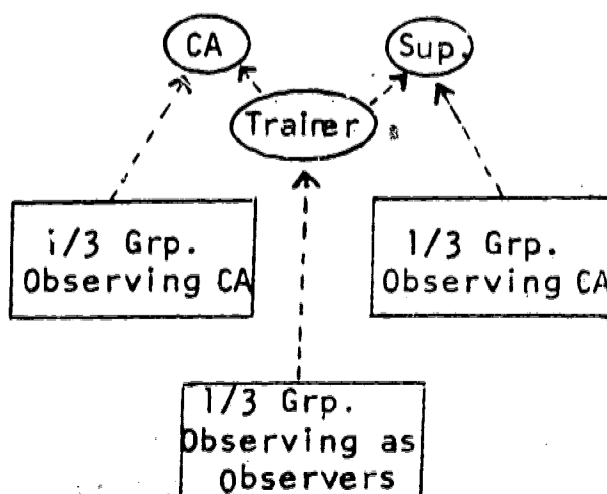 CA
Sup.
Trainer
i/3 Grp.
Observing CA
1/3 Grp.
Observing CA
1/3 Grp.
Observing as
Observers